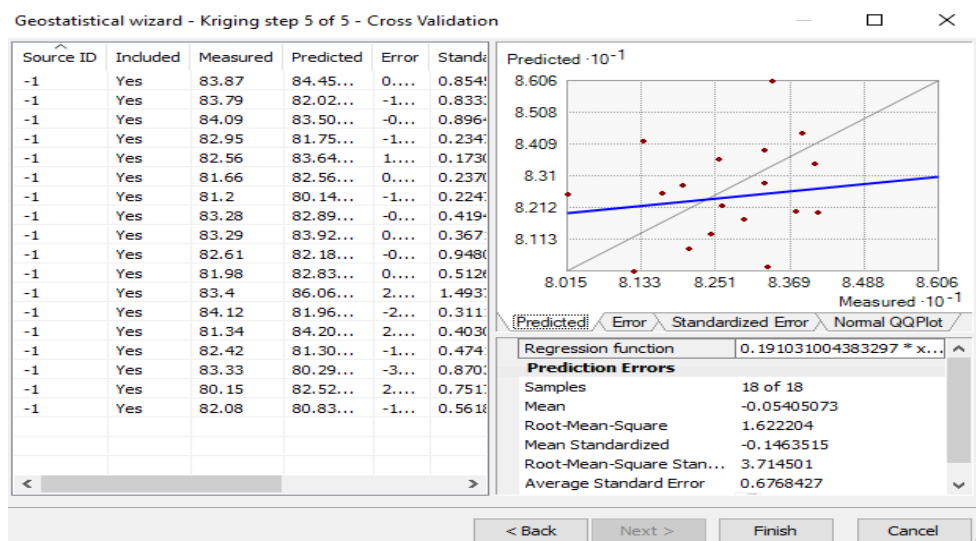 Geostatistical wizard - Kriging step 5 of 5 - Cross Validation
Source ID Included Measured Predicted Error Standa
-1 Yes 83.87 84.45... 0.... 0.854
-1 Yes 83.79 82.02... -1... 0.833
-1 Yes 84.09 83.50... -0... 0.896
-1 Yes 82.95 81.75... -1... 0.234
-1 Yes 82.56 83.64... 1.... 0.173
-1 Yes 81.66 82.56... 0.... 0.237
-1 Yes 81.2 80.14... -1... 0.224
-1 Yes 83.28 82.89... -0... 0.419
-1 Yes 83.29 83.92... 0.... 0.367
-1 Yes 82.61 82.18... -0... 0.948
-1 Yes 81.98 82.83... 0.... 0.512
-1 Yes 83.4 86.06... 2.... 1.493
-1 Yes 84.12 81.96... -2... 0.311
-1 Yes 81.34 84.20... 2.... 0.403
-1 Yes 82.42 81.30... -1... 0.474
-1 Yes 83.33 80.29... -3... 0.870
-1 Yes 80.15 82.52... 2.... 0.751
-1 Yes 82.08 80.83... -1... 0.561
Predicted ·10⁻¹
8.606
8.508
8.409
8.31
8.212
8.113
8.015 8.133 8.251 8.369 8.488 8.606
Measured ·10⁻¹
Predicted Error Standardized Error Normal QQPlot
Regression function 0.191031004383297 * x...
Prediction Errors
Samples 18 of 18
Mean -0.05405073
Root-Mean-Square 1.622204
Mean Standardized -0.1463515
Root-Mean-Square Stan... 3.714501
Average Standard Error 0.6768427
< Back Next > Finish Cancel